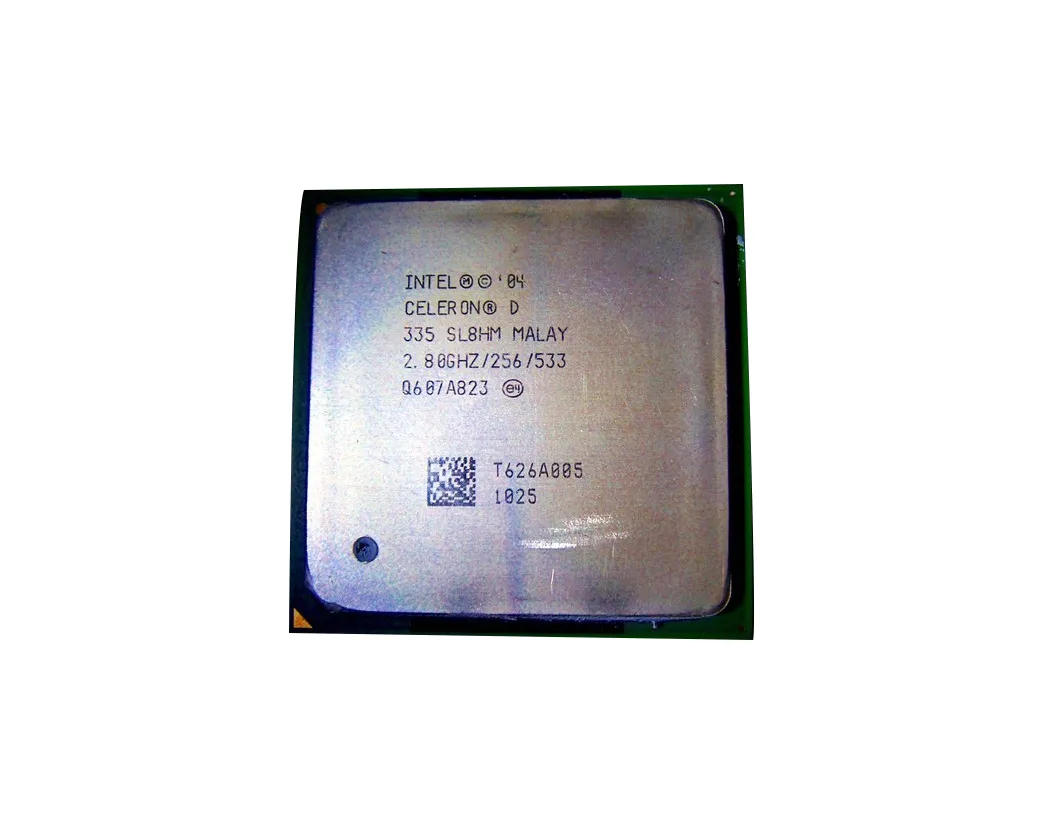 INTEL Ⓜ © '04
CELERON® D
335 SL8HM MALAY
2.80GHZ/256/533
Q607A823 e4
T626A005
1025